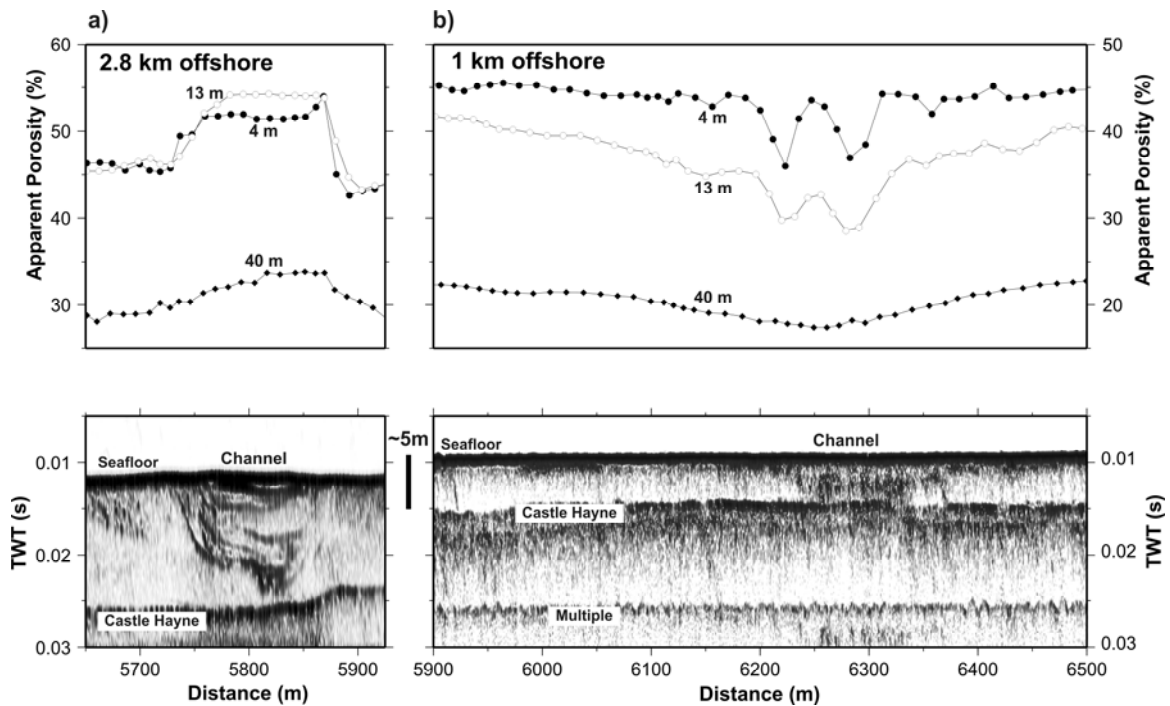 a)
b)
60
50
40
30
Apparent Porosity (%)
2.8 km offshore
13 m
4 m
40 m
1 km offshore
4 m
13 m
40 m
50
40
30
20
Apparent Porosity (%)
0.01
0.02
0.03
TWT (s)
Seafloor
Channel
Castle Hayne
5700
5800
5900
Distance (m)
~5m
Seafloor
Channel
Castle Hayne
Multiple
5900
6000
6100
6200
6300
6400
6500
Distance (m)
0.01
0.02
0.03
TWT (s)